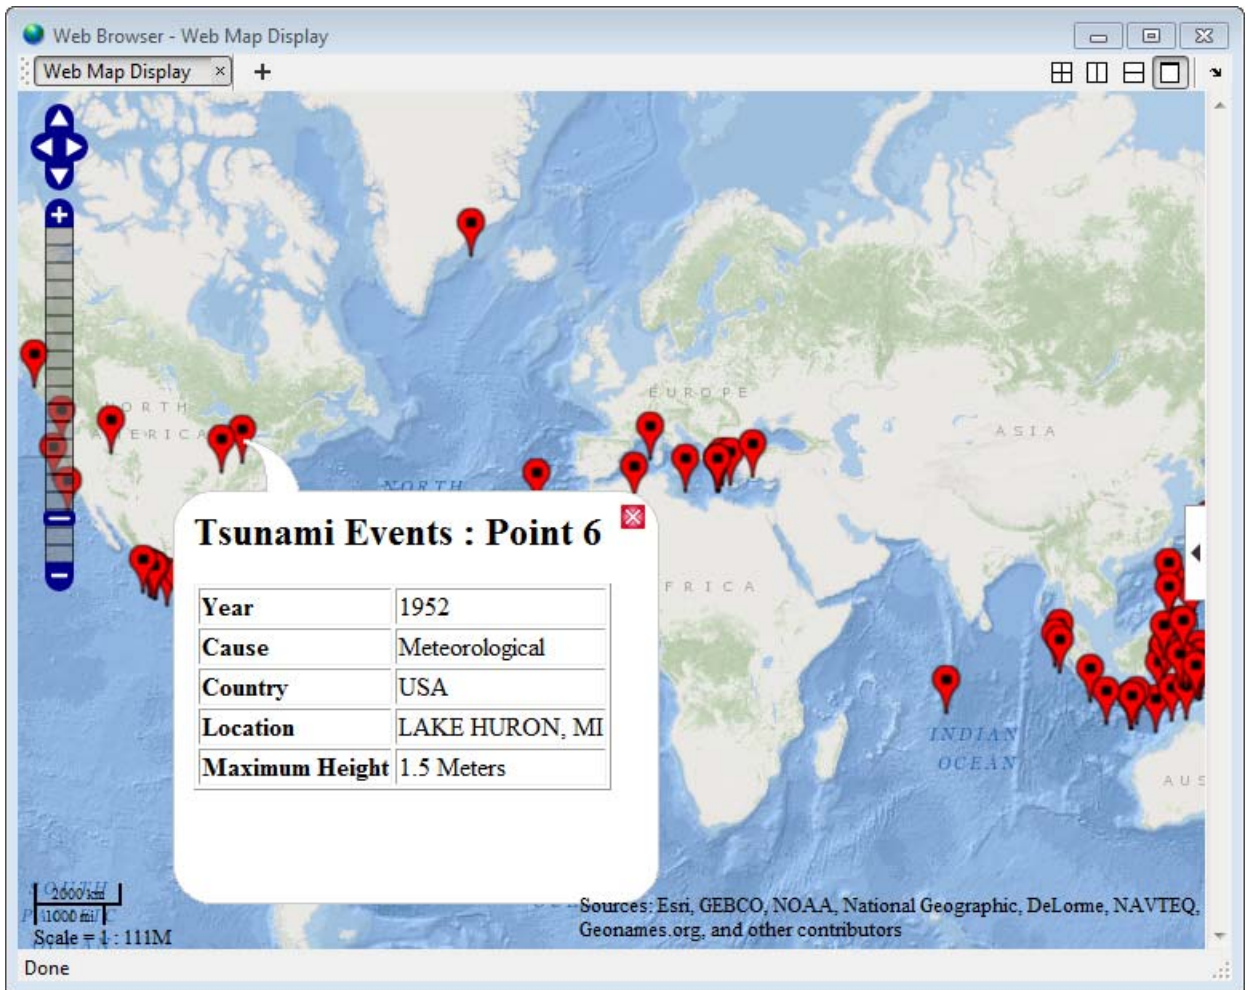 Web Browser - Web Map Display
Web Map Display
NORTH
AMERICA
EUROPE
ASIA
NORTH
Tsunami Events : Point 6
Year 1952
Cause Meteorological
Country USA
Location LAKE HURON, MI
Maximum Height 1.5 Meters
AFRICA
INDIAN
OCEAN
AUS
SOUTH
PACIFIC
2000 km
1000 mi
Scale = 1 : 111M
Sources: Esri, GEBCO, NOAA, National Geographic, DeLorme, NAVTEQ,
Geonames.org, and other contributors
Done